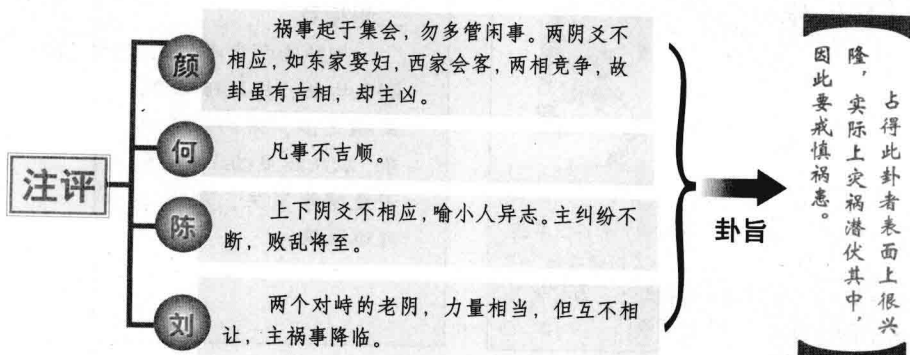 注评
颜
祸事起于集会，勿多管闲事。两阴爻不
相应，如东家娶妇，西家会客，两相竞争，故
卦虽有吉相，却主凶。
何
凡事不吉顺。
陈
上下阴爻不相应，喻小人异志。主纠纷不
断，败乱将至。
刘
两个对峙的老阴，力量相当，但互不相
让，主祸事降临。
卦旨
占得此卦者表面上很兴
隆，实际上灾祸潜伏其中，
因此要戒慎祸患。